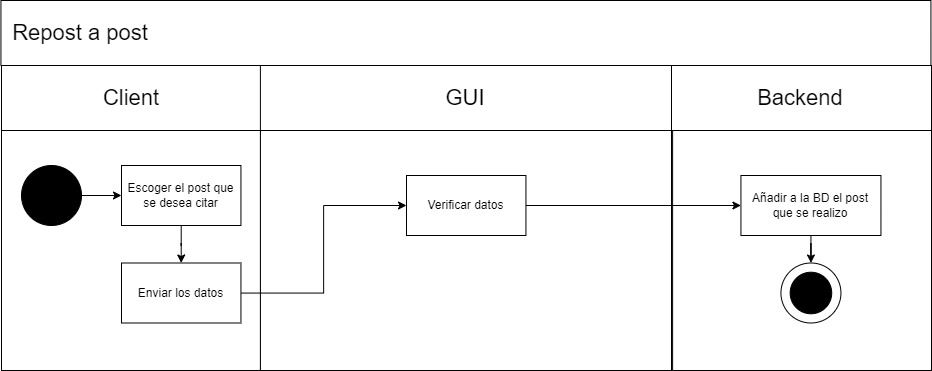 Repost a post
Client
GUI
Backend
Escoger el post que
se desea citar
Enviar los datos
Verificar datos
Añadir a la BD el post
que se realizo